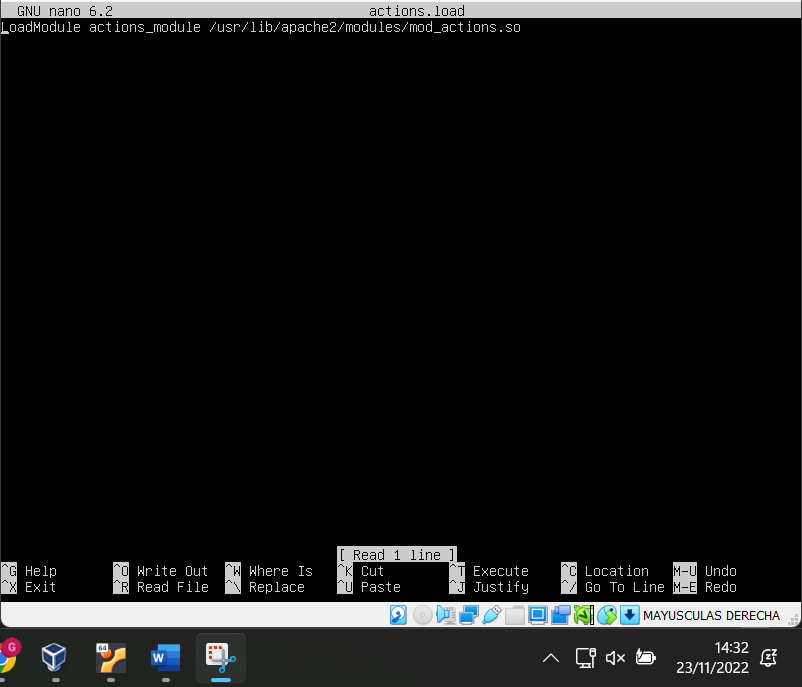 GNU nano 6.2 actions.load
LoadModule actions_module /usr/lib/apache2/modules/mod_actions.so
[ Read 1 line ]
^G Help ^O Write Out ^W Where Is ^K Cut ^T Execute ^C Location M-U Undo
^X Exit ^R Read File ^\ Replace ^U Paste ^J Justify ^/ Go To Line M-E Redo
MAYUSCULAS DERECHA
G
64
W
14:32
23/11/2022